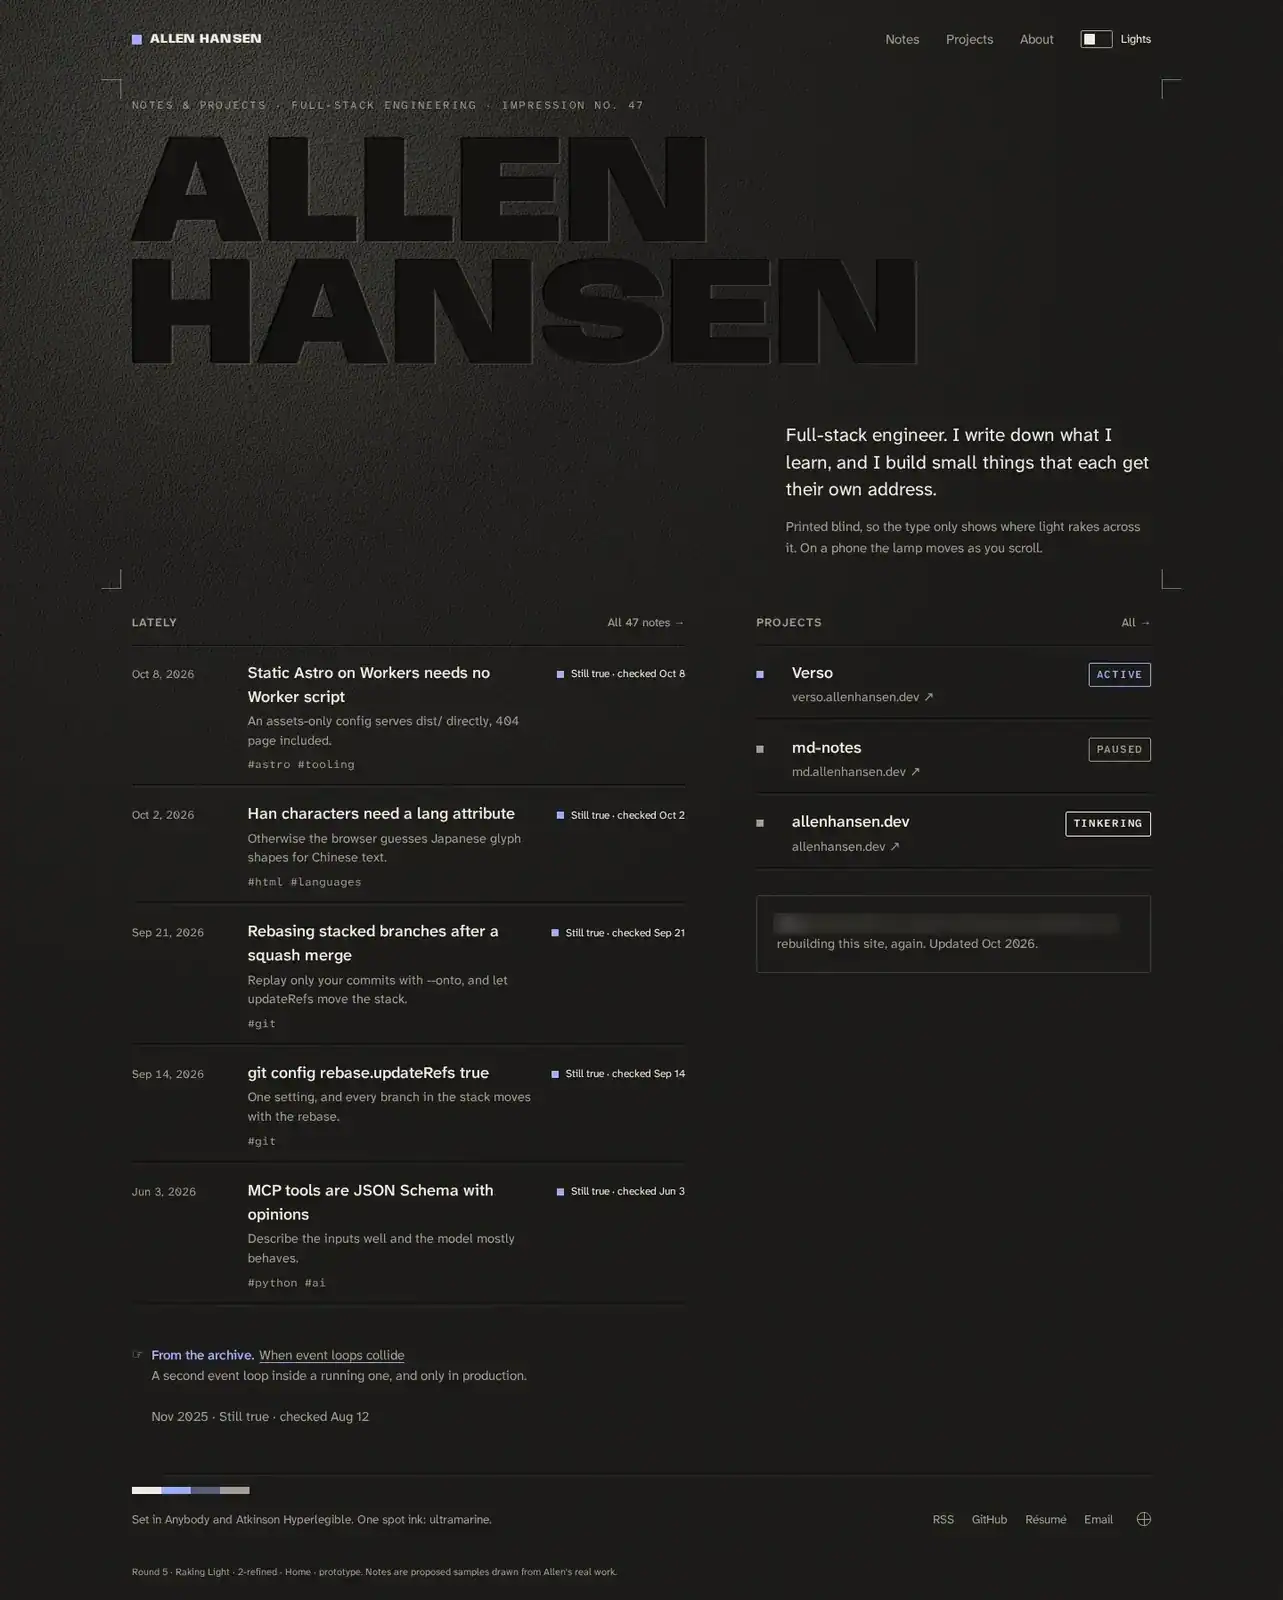 ALLEN HANSEN
Notes
Projects
About
Lights
NOTES & PROJECTS · FULL-STACK ENGINEERING · IMPRESSION NO. 47
ALLEN
HANSEN
Full-stack engineer. I write down what I
learn, and I build small things that each get
their own address.
Printed blind, so the type only shows where light rakes across
it. On a phone the lamp moves as you scroll.
LATELY
All 47 notes →
Oct 8, 2026
Static Astro on Workers needs no
Worker script
An assets-only config serves dist/ directly, 404
page included.
#astro #tooling
Still true · checked Oct 8
Oct 2, 2026
Han characters need a lang attribute
Otherwise the browser guesses Japanese glyph
shapes for Chinese text.
#html #languages
Still true · checked Oct 2
Sep 21, 2026
Rebasing stacked branches after a
squash merge
Replay only your commits with --onto, and let
updateRefs move the stack.
#git
Still true · checked Sep 21
Sep 14, 2026
git config rebase.updateRefs true
One setting, and every branch in the stack moves
with the rebase.
#git
Still true · checked Sep 14
Jun 3, 2026
MCP tools are JSON Schema with
opinions
Describe the inputs well and the model mostly
behaves.
#python #ai
Still true · checked Jun 3
PROJECTS
All →
Verso
verso.allenhansen.dev ↗
ACTIVE
md-notes
md.allenhansen.dev ↗
PAUSED
allenhansen.dev
allenhansen.dev ↗
TINKERING
rebuilding this site, again. Updated Oct 2026.
☞ From the archive. When event loops collide
A second event loop inside a running one, and only in production.
Nov 2025 · Still true · checked Aug 12
Set in Anybody and Atkinson Hyperlegible. One spot ink: ultramarine.
RSS
GitHub
Résumé
Email
Round 5 · Raking Light · 2-refined · Home · prototype. Notes are proposed samples drawn from Allen's real work.